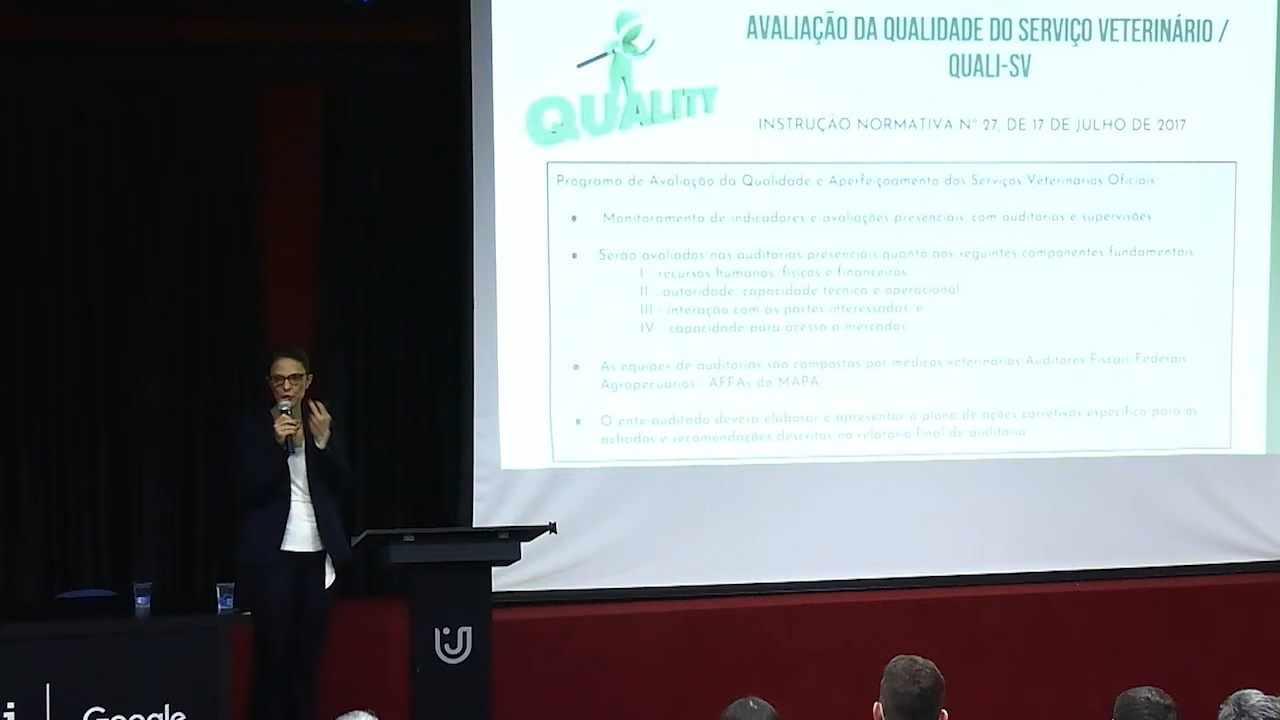 QUALITY
AVALIAÇÃO DA QUALIDADE DO SERVIÇO VETERINÁRIO /
QUALI-SV
INSTRUÇÃO NORMATIVA Nº 27, DE 17 DE JULHO DE 2017
Programa de Avaliação da Qualidade e Aperfeiçoamento dos Serviços Veterinários Oficiais
• Monitoramento de indicadores e avaliações presenciais, com auditorias e supervisões
• Serão avaliados nas auditorias presenciais quanto aos seguintes componentes fundamentais
I - recursos humanos, físicos e financeiros
II - autoridade, capacidade técnica e operacional
III - interação com as partes interessadas, e
IV - capacidade para acesso a mercados
• As equipes de auditorias são compostas por médicos veterinários Auditores Fiscais Federais
Agropecuários - AFFAs do MAPA
• O ente auditado deverá elaborar e apresentar o plano de ações corretivas específico para os
achados e recomendações descritas no relatório final de auditoria
Google